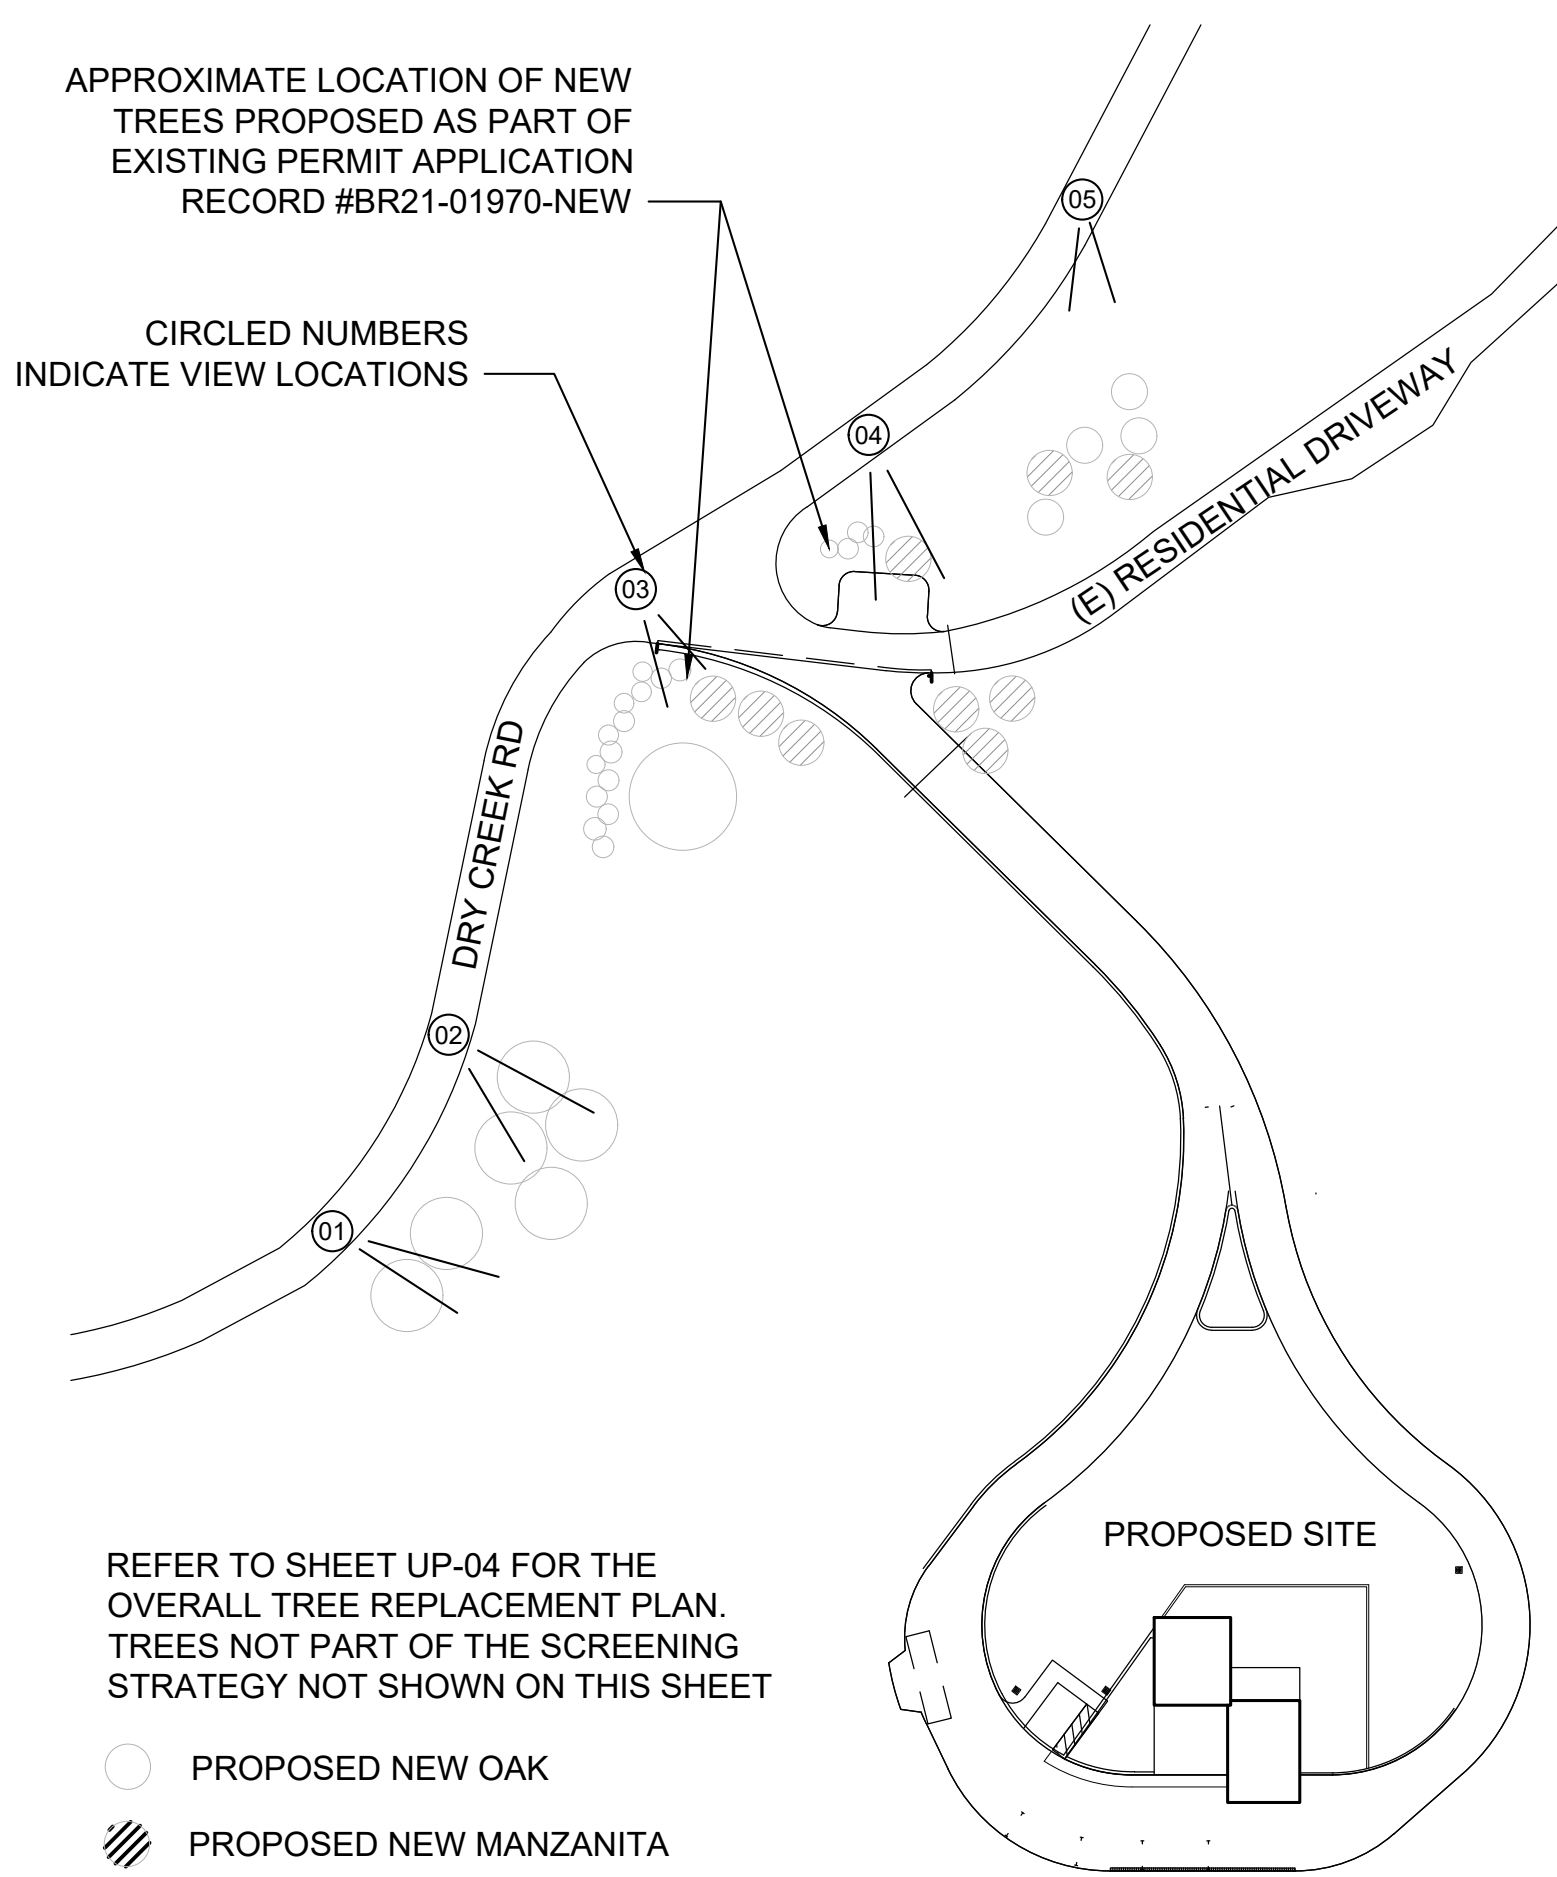 APPROXIMATE LOCATION OF NEW
TREES PROPOSED AS PART OF
EXISTING PERMIT APPLICATION
RECORD #BR21-01970-NEW
05
CIRCLED NUMBERS
INDICATE VIEW LOCATIONS
04
(E) RESIDENTIAL DRIVEWAY
03
DRY CREEK RD
02
01
PROPOSED SITE
REFER TO SHEET UP-04 FOR THE
OVERALL TREE REPLACEMENT PLAN.
TREES NOT PART OF THE SCREENING
STRATEGY NOT SHOWN ON THIS SHEET
PROPOSED NEW OAK
PROPOSED NEW MANZANITA